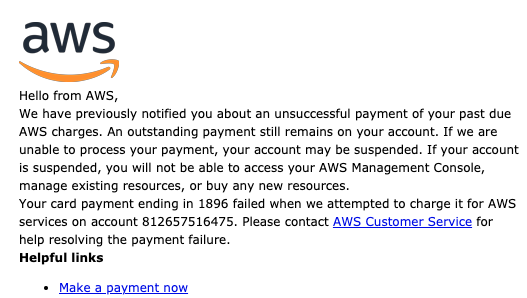 aws
Hello from AWS,
We have previously notified you about an unsuccessful payment of your past due
AWS charges. An outstanding payment still remains on your account. If we are
unable to process your payment, your account may be suspended. If your account
is suspended, you will not be able to access your AWS Management Console,
manage existing resources, or buy any new resources.
Your card payment ending in 1896 failed when we attempted to charge it for AWS
services on account 812657516475. Please contact AWS Customer Service for
help resolving the payment failure.
Helpful links
• Make a payment now